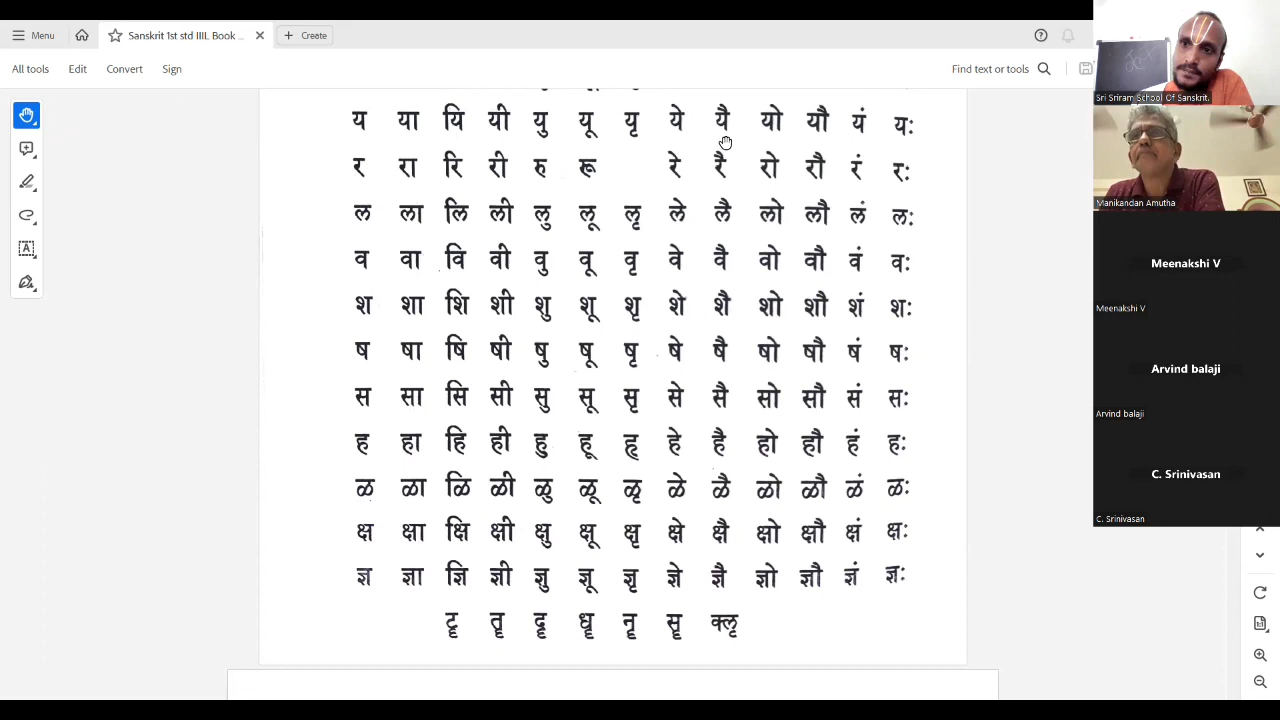 Menu
Sanskrit 1st std IIIL. Book ...
Create
All tools Edit Convert Sign
Find text or tools
य या यि यी यु यू यृ ये यै यो यौ यं यः
र रा रि री रु रू रे रै रो रौ रं रः
ल ला लि ली लु लू लृ ले लै लो लौ लं लः
व वा वि वी वु वू वृ वे वै वो वौ वं वः
श शा शि शी शु शू शृ शे शै शो शौ शं शः
ष षा षि षी षु षू षृ षे षै षो षौ षं षः
स सा सि सी सु सू सृ से सै सो सौ सं सः
ह हा हि ही हु हू हृ हे है हो हौ हं हः
ळ ळा ळि ळी ळु ळू ळृ ळे ळै ळो ळौ ळं ळः
क्ष क्षा क्षि क्षी क्षु क्षू क्षृ क्षे क्षै क्षो क्षौ क्षं क्षः
ज्ञ ज्ञा ज्ञि ज्ञी ज्ञु ज्ञू ज्ञृ ज्ञे ज्ञै ज्ञो ज्ञौ ज्ञं ज्ञः
टॄ तॄ दॄ धॄ नॄ सॄ क्लृ
Sri Sriram School Of Sanskrit.
Manikandan Amutha
Meenakshi V
Meenakshi V
Arvind balaji
Arvind balaji
C. Srinivasan
C. Srinivasan